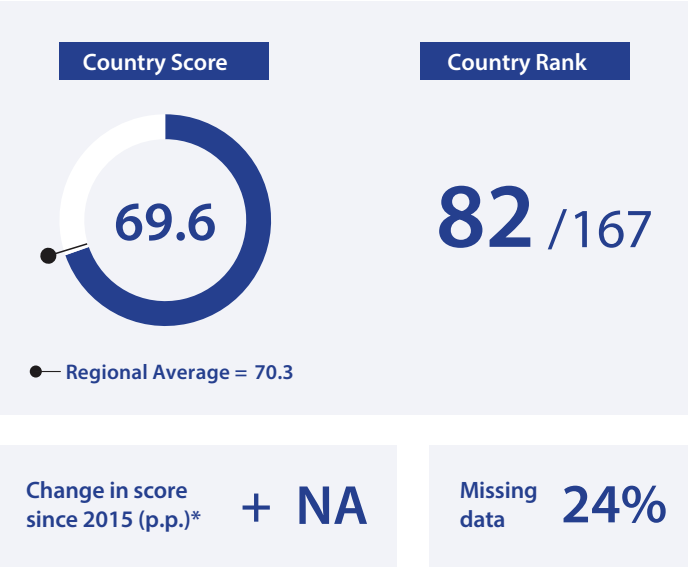 Country Score
Country Rank
69.6
82 /167
Regional Average = 70.3
Change in score
since 2015 (p.p.)*
+ NA
Missing
data
24%